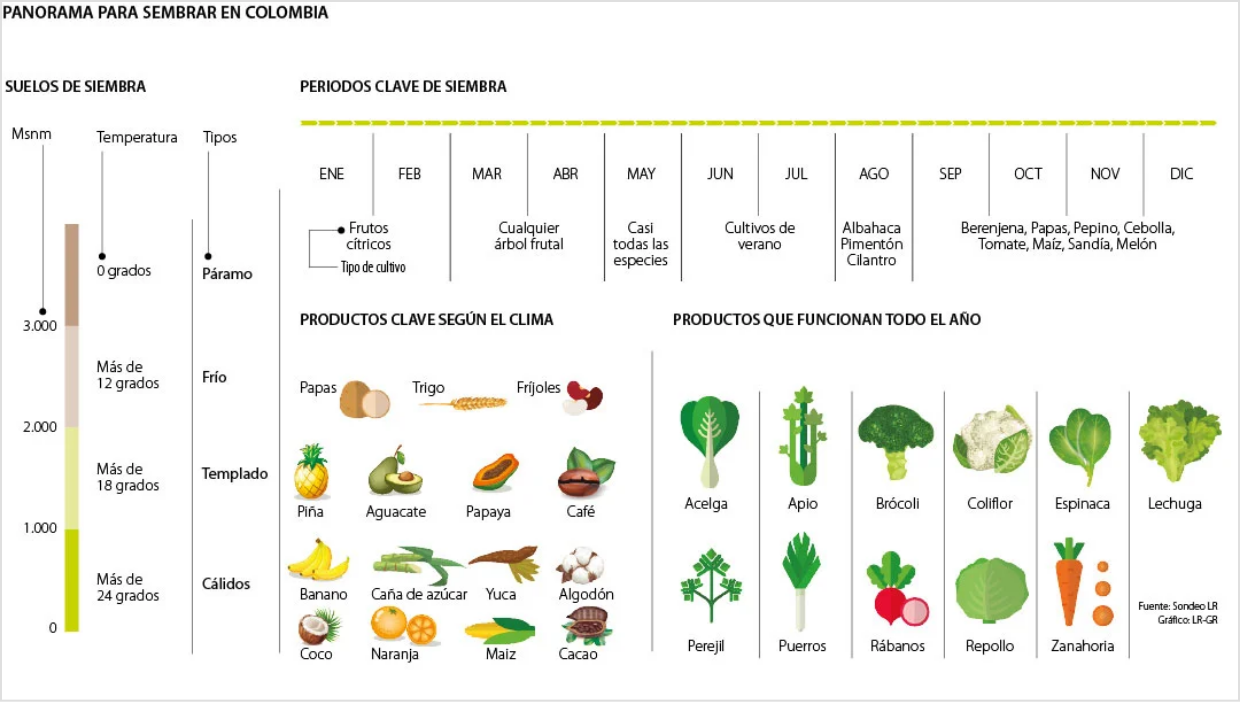 PANORAMA PARA SEMBRAR EN COLOMBIA
SUELOS DE SIEMBRA
Msnm
Temperatura
Tipos
3.000
2.000
1.000
0
0 grados
Páramo
Más de
12 grados
Frío
Más de
18 grados
Templado
Más de
24 grados
Cálidos
PERIODOS CLAVE DE SIEMBRA
ENE
FEB
MAR
ABR
MAY
JUN
JUL
AGO
SEP
OCT
NOV
DIC
Frutos
cítricos
Tipo de cultivo
Cualquier
árbol frutal
Casi
todas las
especies
Cultivos de
verano
Albahaca
Pimentón
Cilantro
Berenjena, Papas, Pepino, Cebolla,
Tomate, Maíz, Sandía, Melón
PRODUCTOS CLAVE SEGÚN EL CLIMA
Papas
Trigo
Fríjoles
Piña
Aguacate
Papaya
Café
Banano
Caña de azúcar
Yuca
Algodón
Coco
Naranja
Maiz
Cacao
PRODUCTOS QUE FUNCIONAN TODO EL AÑO
Acelga
Apio
Brócoli
Coliflor
Espinaca
Lechuga
Perejil
Puerros
Rábanos
Repollo
Zanahoria
Fuente: Sondeo LR
Gráfico: LR-GR